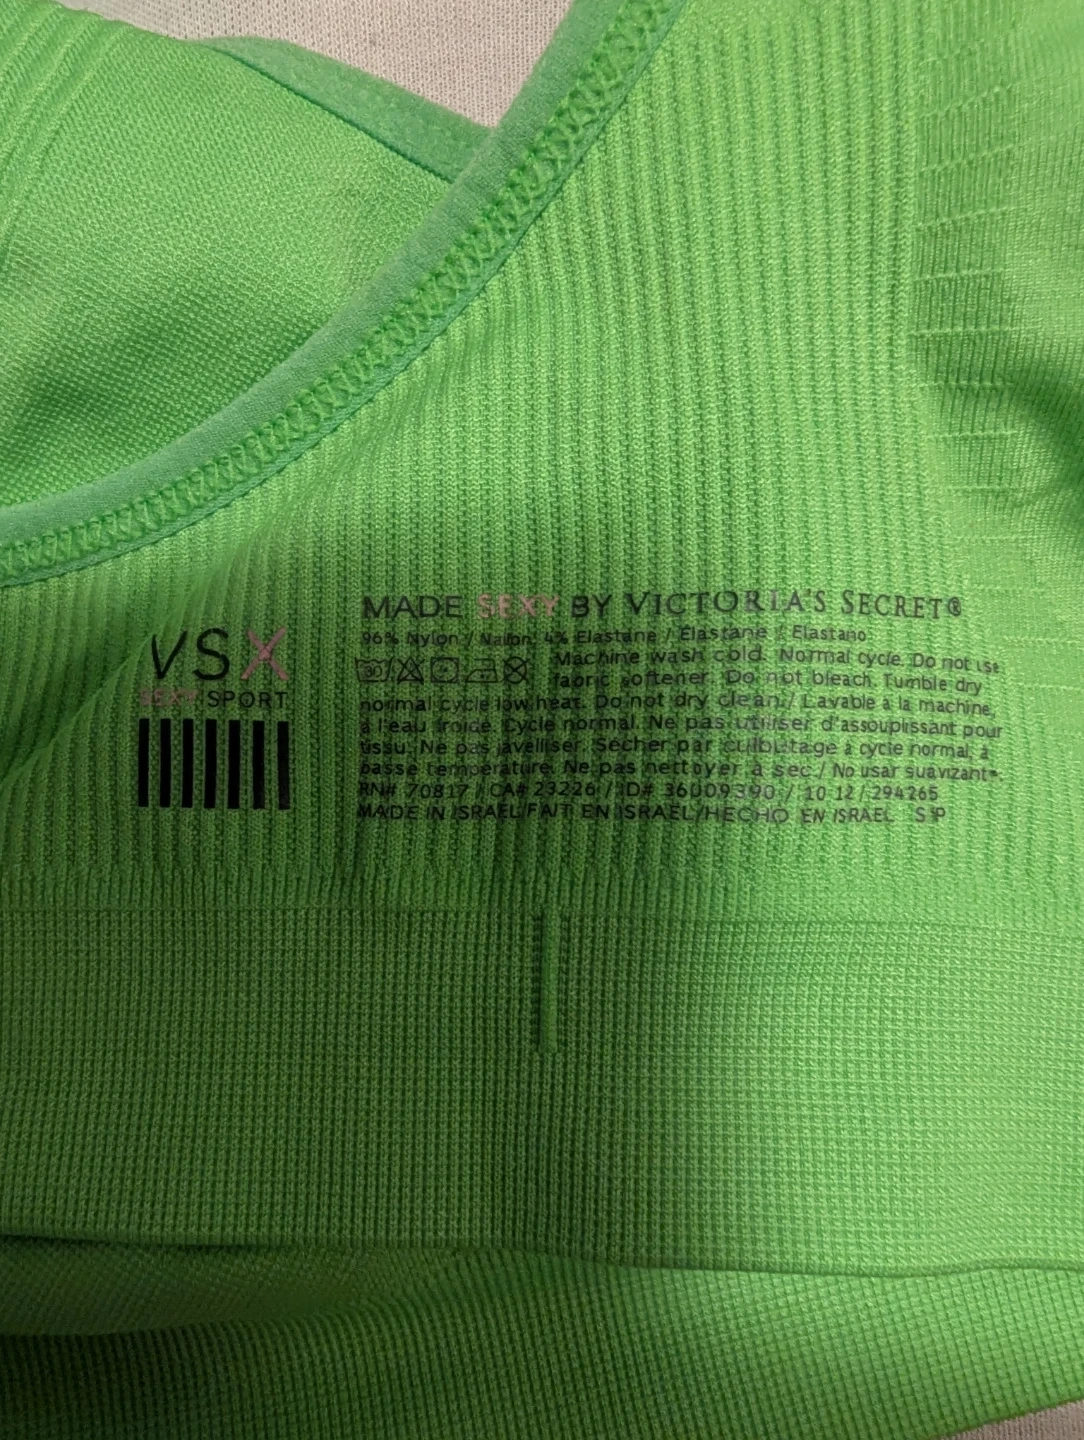 VSX
SEXY SPORT
MADE SEXY BY VICTORIA'S SECRET®
96% Nylon / Nailon, 4% Elastane / Élastane / Elastano
Machine wash cold. Normal cycle. Do not use
fabric softener. Do not bleach. Tumble dry
normal cycle low heat. Do not dry clean. / Lavable à la machine,
à l'eau froide. Cycle normal. Ne pas utiliser d'assouplissant pour
tissu. Ne pas javelliser. Sécher par culbutage à cycle normal, à
basse température. Ne pas nettoyer à sec. / No usar suavizante.
RN# 70817 / CA# 23226 / ID# 36009390 / 10 12 / 294265
MADE IN ISRAEL/FAIT EN ISRAEL/HECHO EN ISRAEL S P